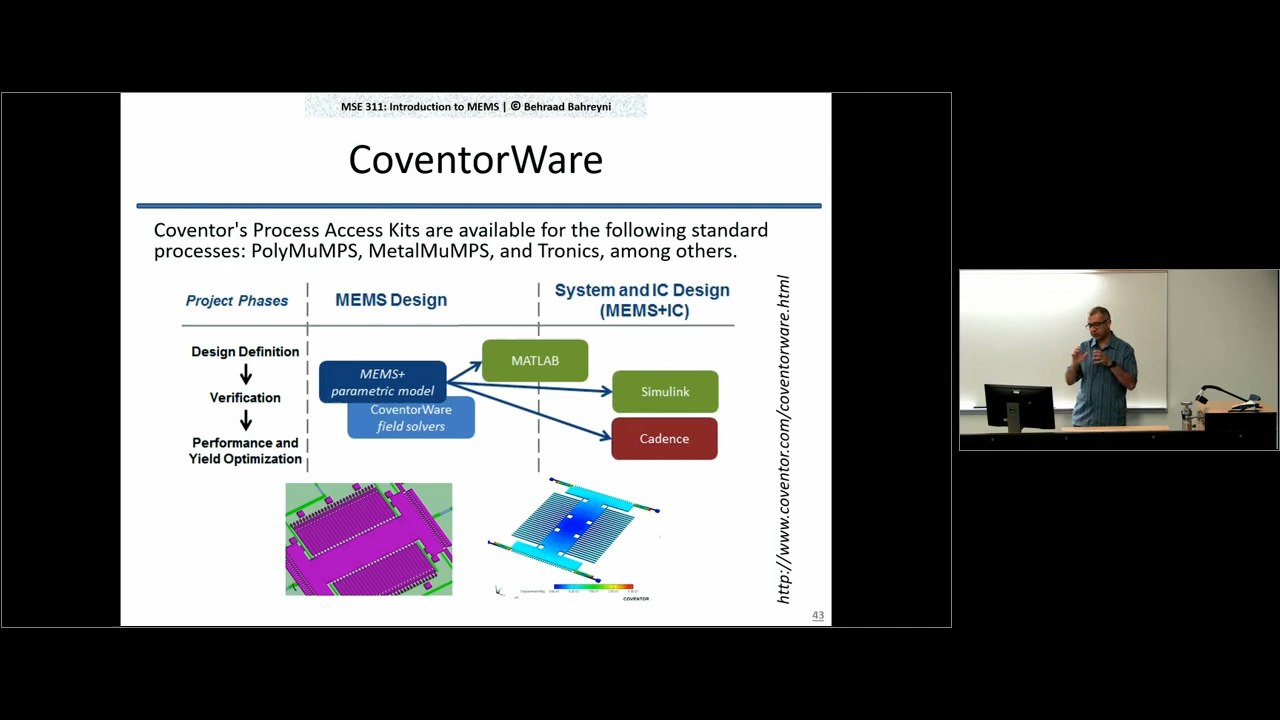 MSE 311: Introduction to MEMS | © Behraad Bahreyni
CoventorWare
Coventor's Process Access Kits are available for the following standard
processes: PolyMuMPS, MetalMuMPS, and Tronics, among others.
Project Phases
MEMS Design
System and IC Design
(MEMS+IC)
Design Definition
Verification
Performance and
Yield Optimization
MEMS+
parametric model
CoventorWare
field solvers
MATLAB
Simulink
Cadence
http://www.coventor.com/coventorware.html
COVENTOR
43